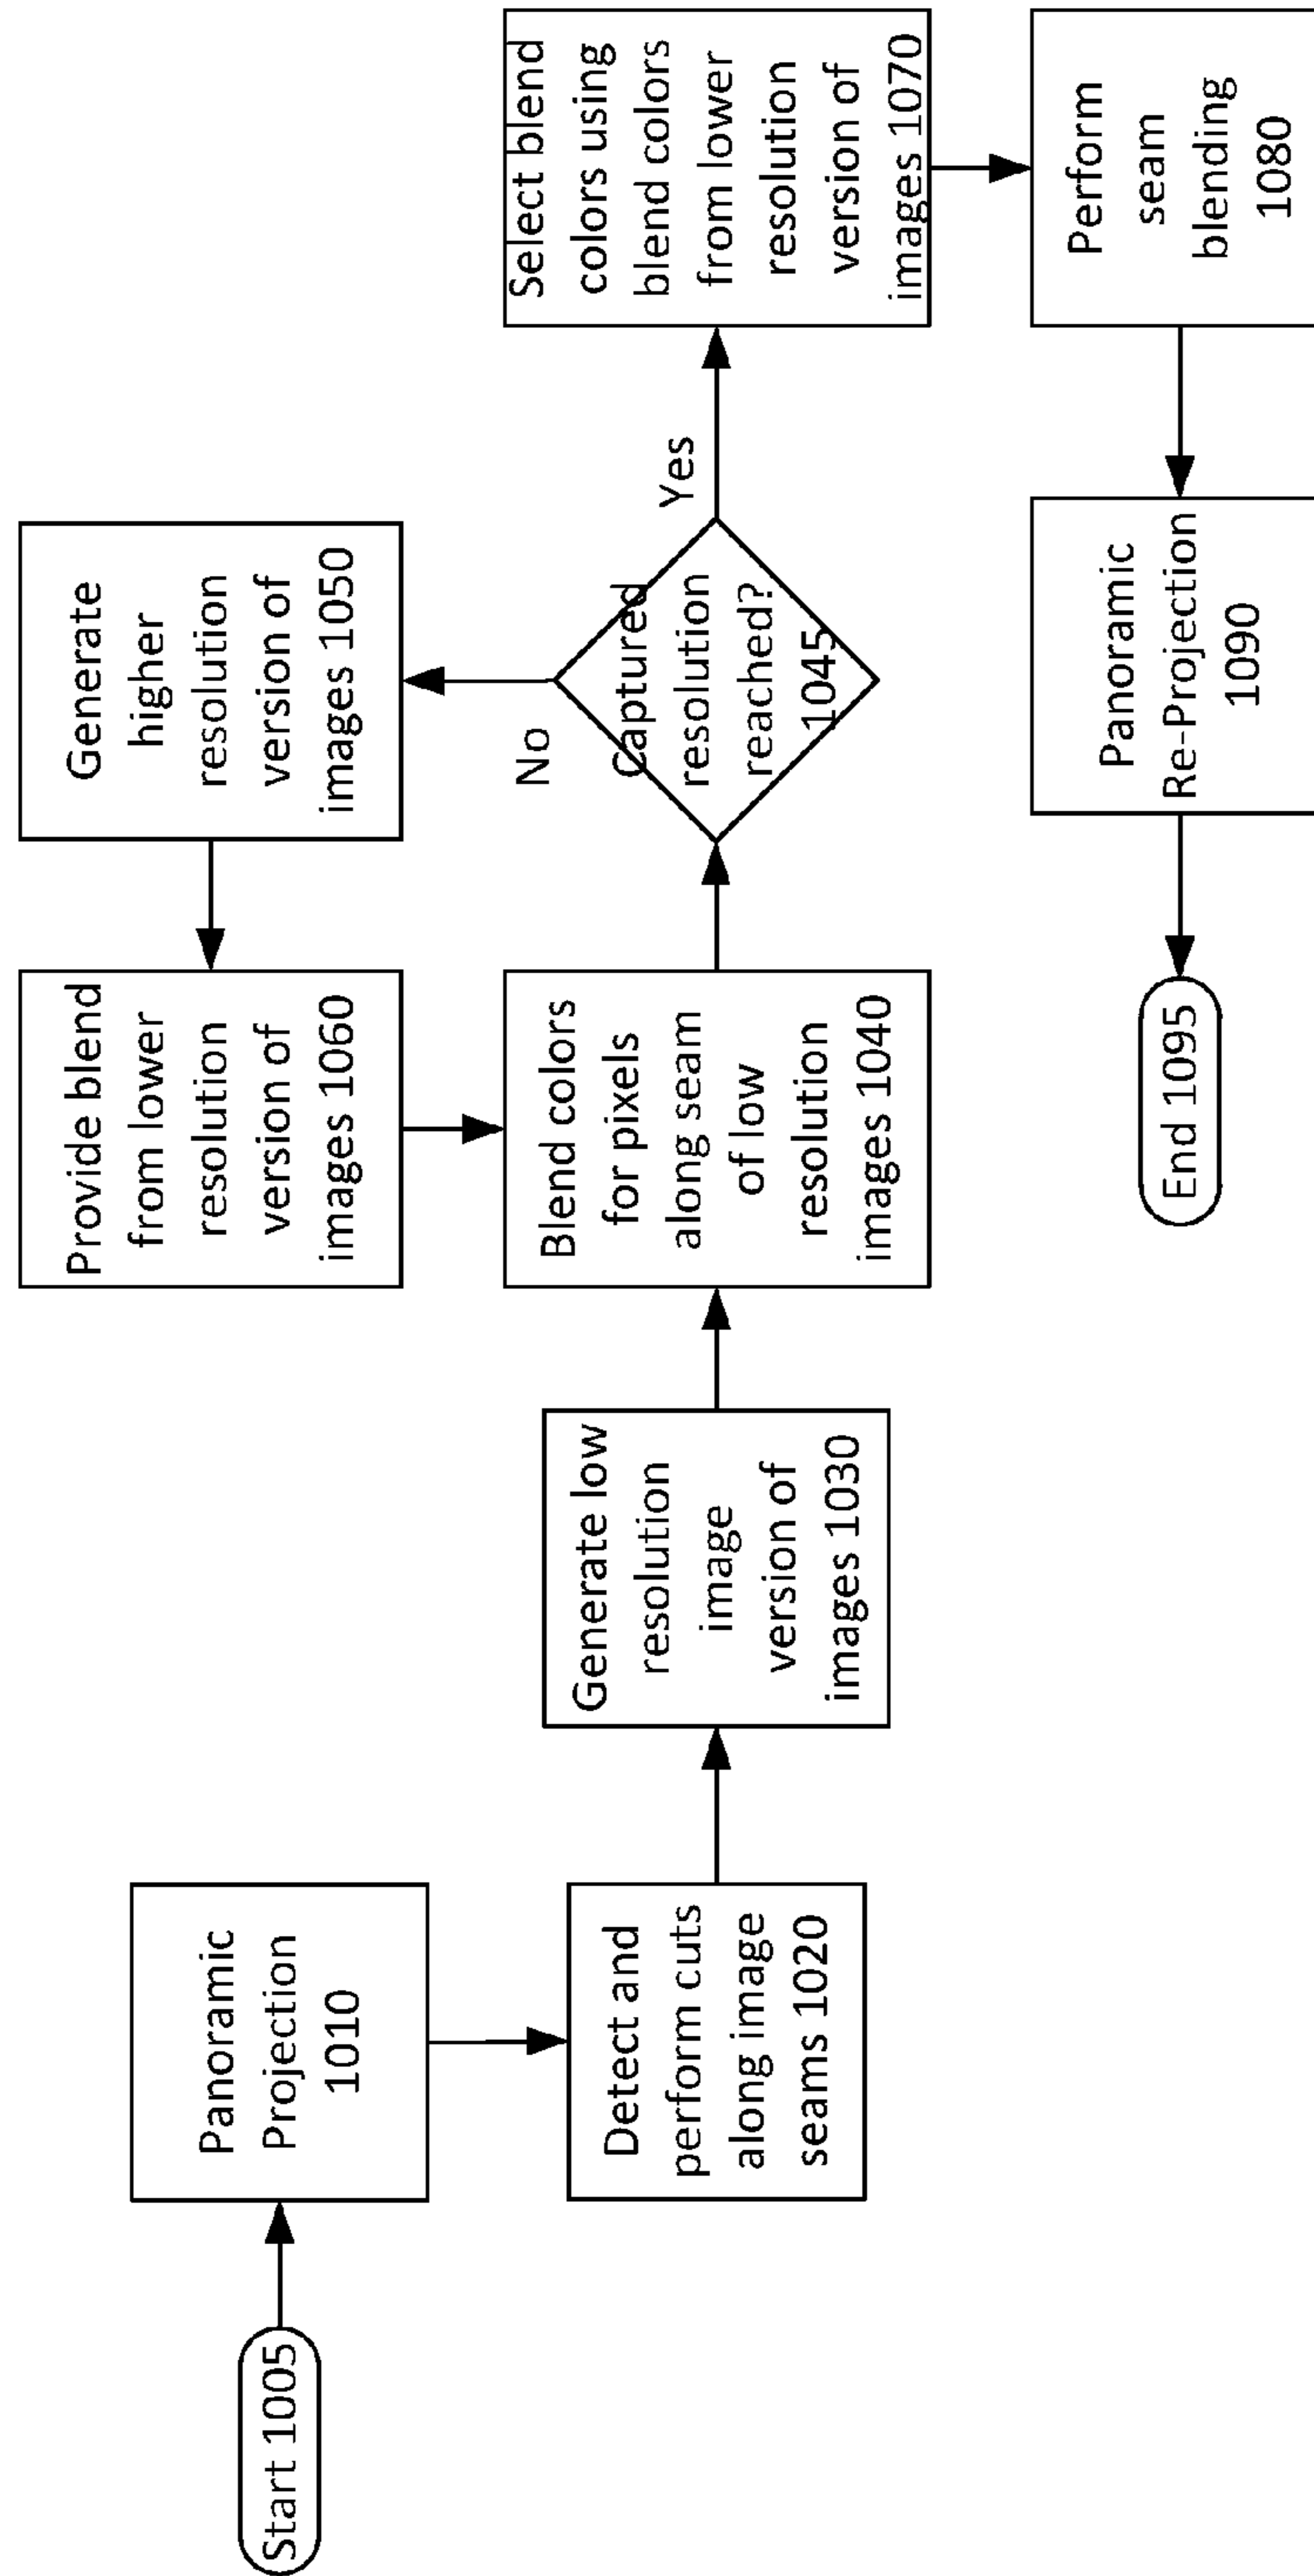 Start 1005
Panoramic
Projection
1010
Detect and
perform cuts
along image
seams 1020
Generate low
resolution
image
version of
images 1030
Blend colors
for pixels
along seam
of low
resolution
images 1040
Captured
resolution
reached?
1045
No
Generate
higher
resolution
version of
images 1050
Provide blend
from lower
resolution
version of
images 1060
Yes
Select blend
colors using
blend colors
from lower
resolution
version of
images 1070
Perform
seam
blending
1080
Panoramic
Re-Projection
1090
End 1095